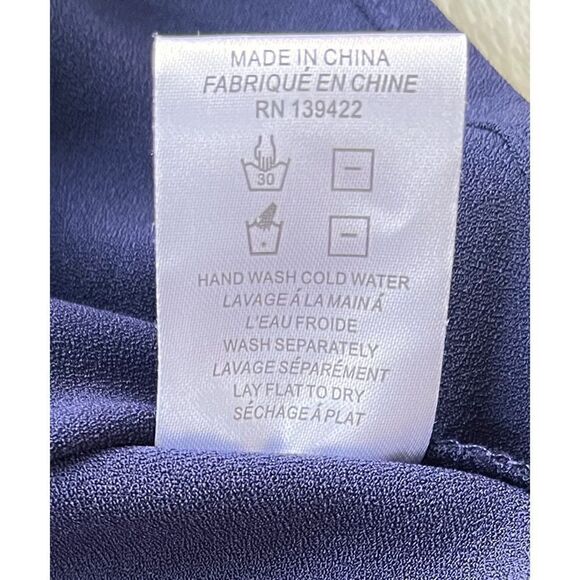 MADE IN CHINA
FABRIQUÉ EN CHINE
RN 139422
30
HAND WASH COLD WATER
LAVAGE Á LA MAIN Á
L'EAU FROIDE
WASH SEPARATELY
LAVAGE SÉPARÉMENT
LAY FLAT TO DRY
SÉCHAGE Á PLAT